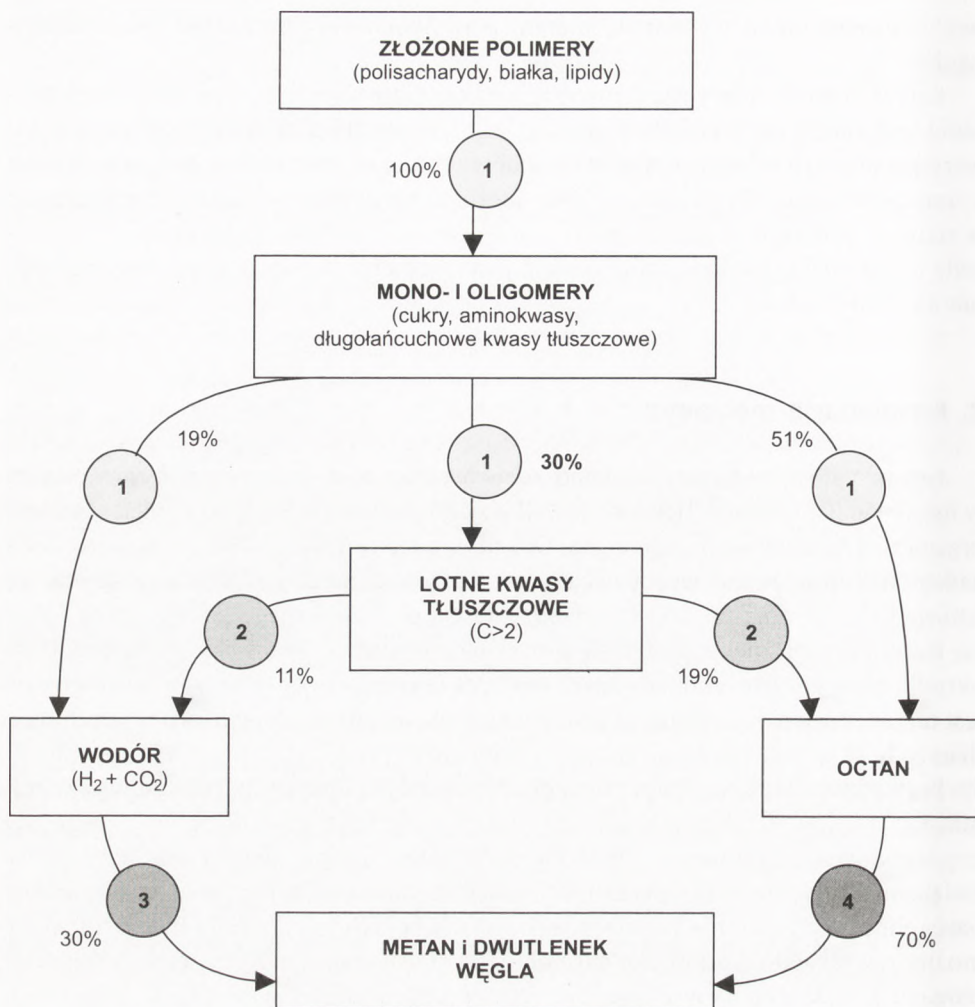 ZŁOŻONE POLIMERY
(polisacharydy, białka, lipidy)
100%
1
MONO- I OLIGOMERY
(cukry, aminokwasy,
długołańcuchowe kwasy tłuszczowe)
19%
1
1
30%
51%
1
LOTNE KWASY
TŁUSZCZOWE
(C>2)
2
11%
2
19%
WODÓR
(H₂ + CO₂)
OCTAN
3
30%
4
70%
METAN i DWUTLENEK
WĘGLA